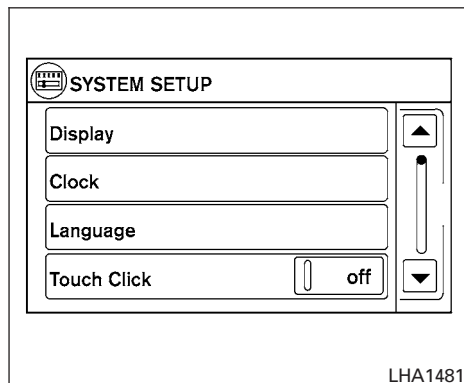 SYSTEM SETUP
Display
Clock
Language
Touch Click off
LHA1481